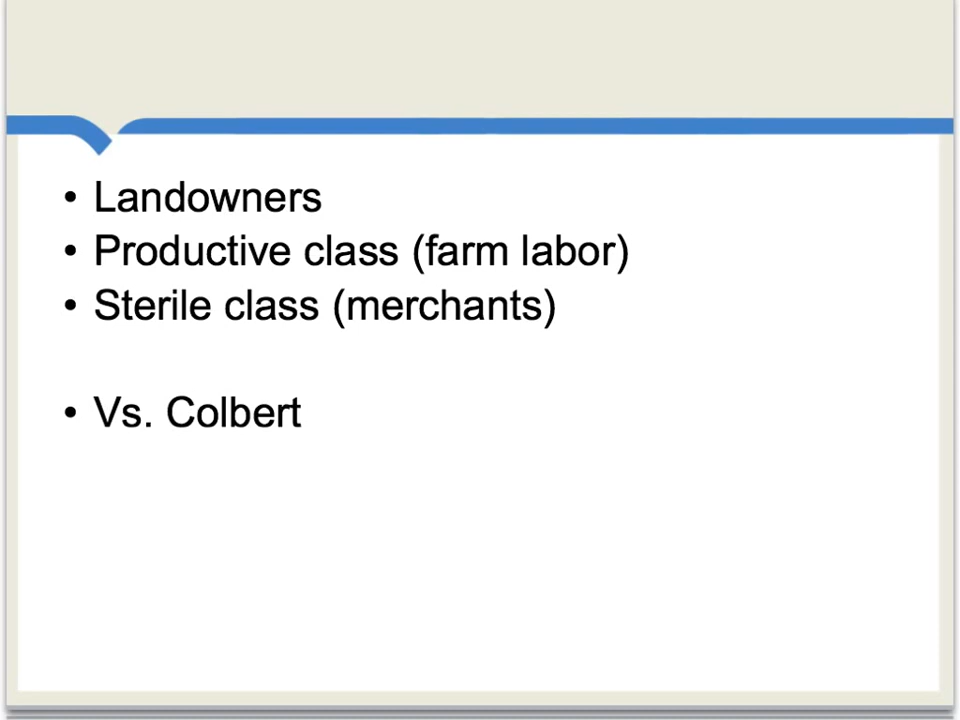 • Landowners
• Productive class (farm labor)
• Sterile class (merchants)
• Vs. Colbert